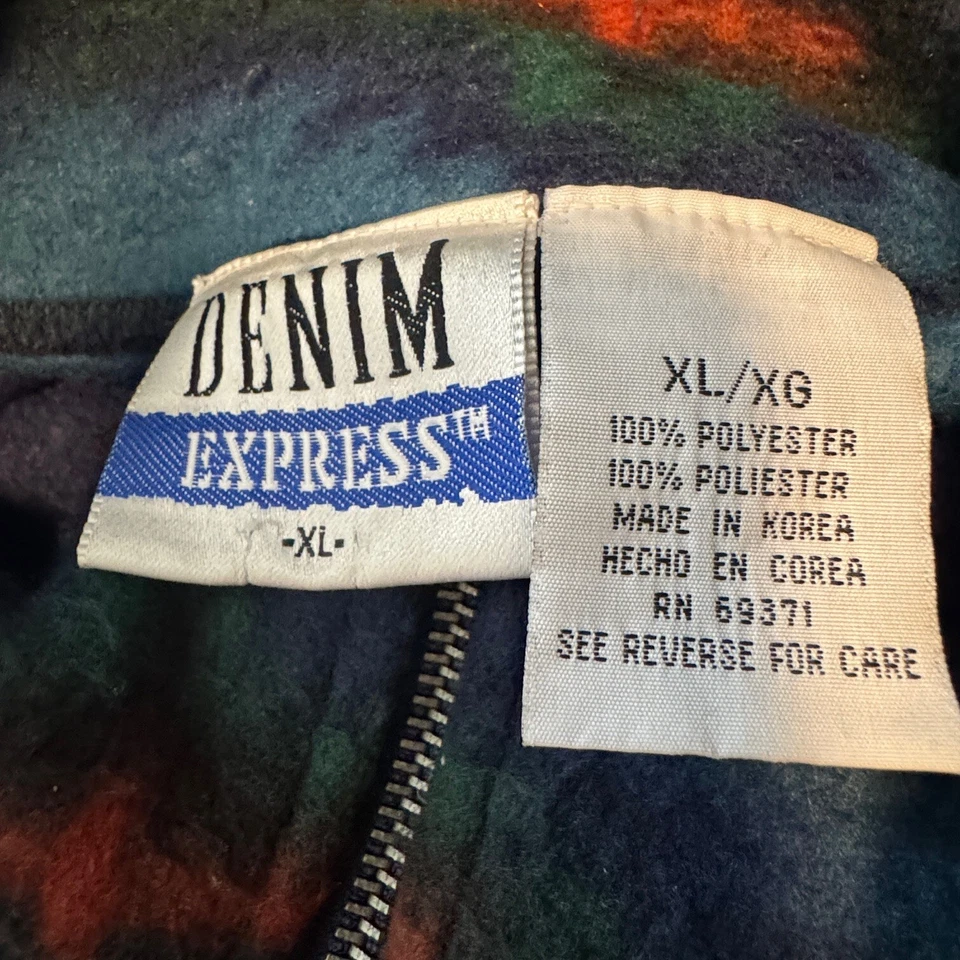 DENIM
EXPRESS™
-XL-
XL/XG
100% POLYESTER
100% POLIESTER
MADE IN KOREA
HECHO EN COREA
RN 69371
SEE REVERSE FOR CARE